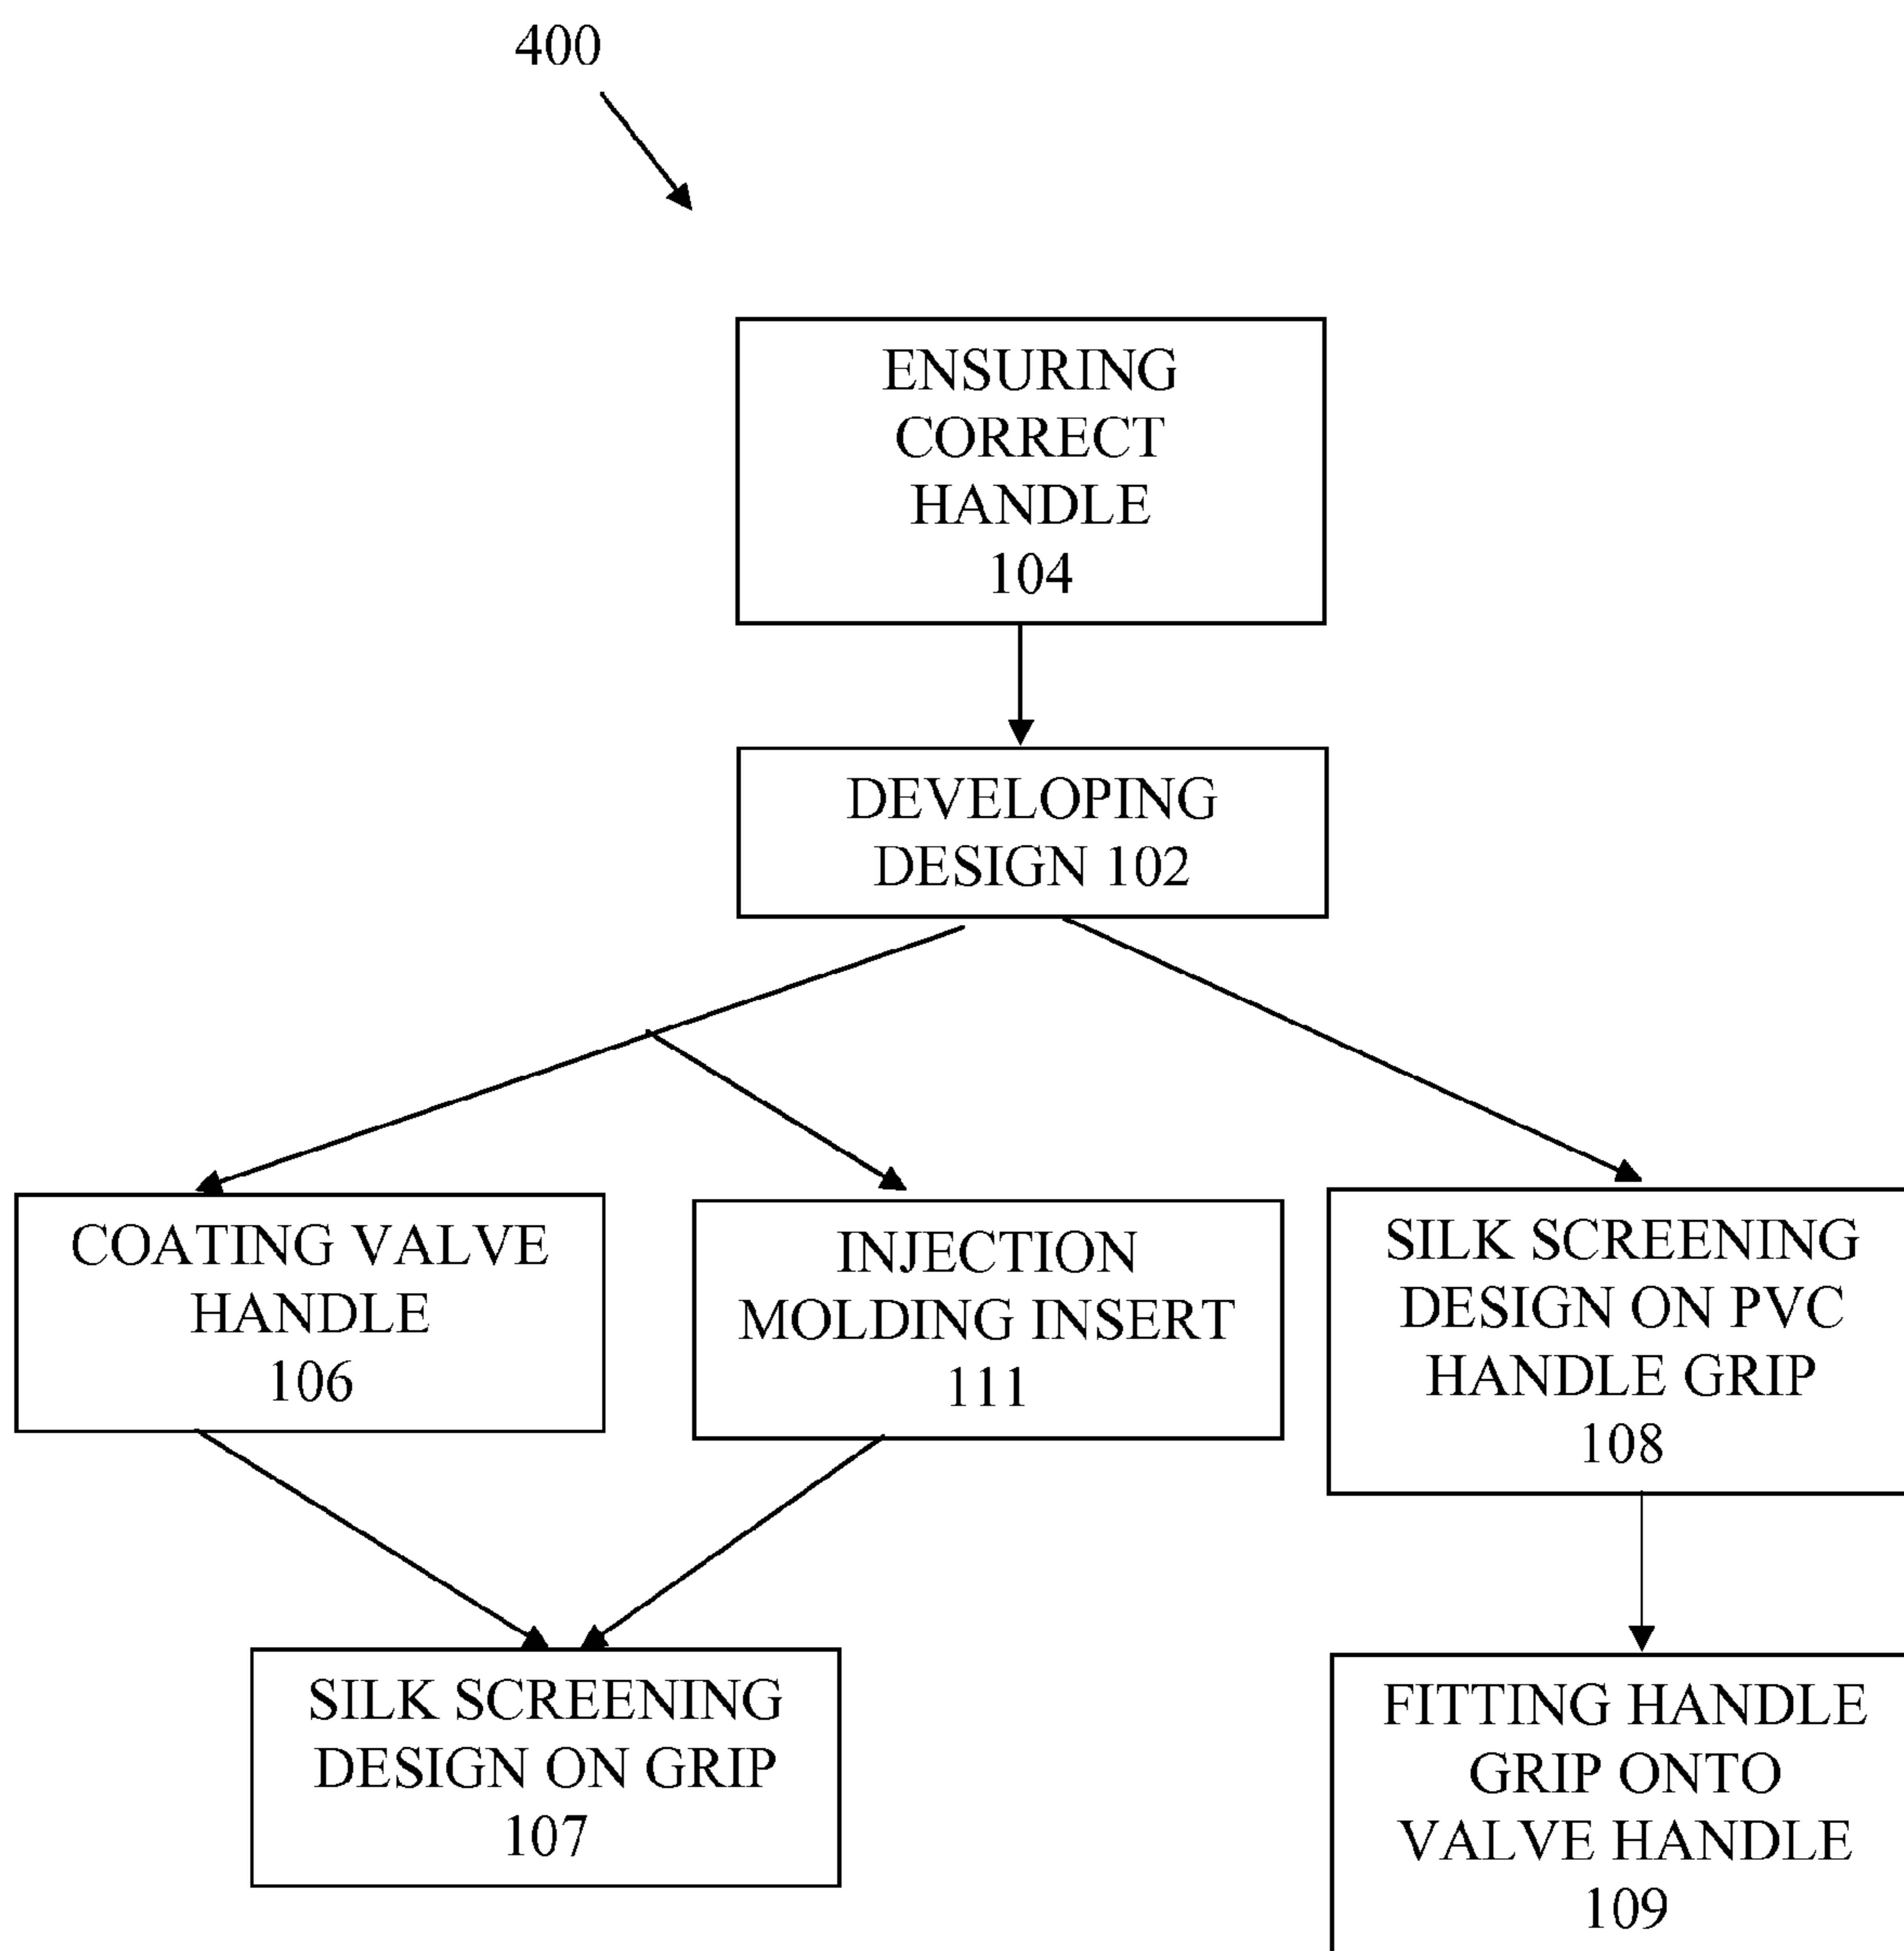 400
ENSURING
CORRECT
HANDLE
104
DEVELOPING
DESIGN 102
COATING VALVE
HANDLE
106
INJECTION
MOLDING INSERT
111
SILK SCREENING
DESIGN ON PVC
HANDLE GRIP
108
SILK SCREENING
DESIGN ON GRIP
107
FITTING HANDLE
GRIP ONTO
VALVE HANDLE
109